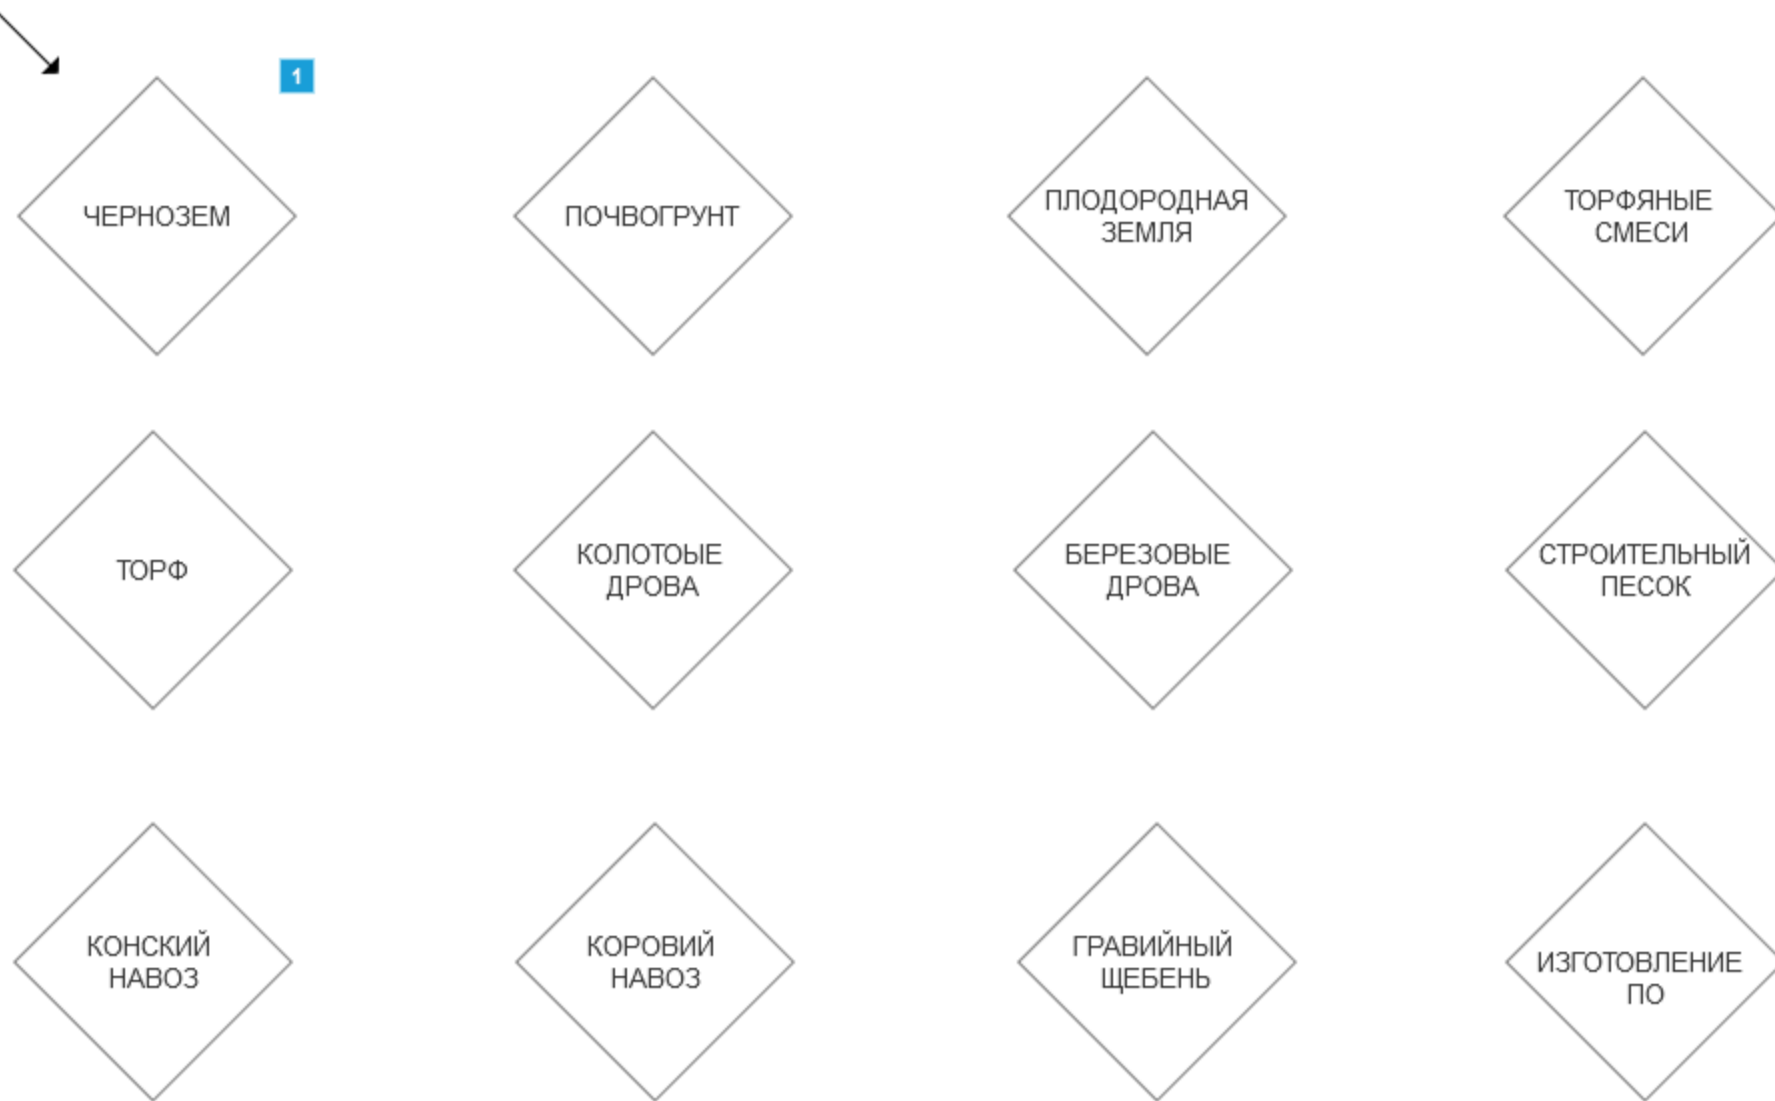 1
ЧЕРНОЗЕМ
ПОЧВОГРУНТ
ПЛОДОРОДНАЯ
ЗЕМЛЯ
ТОРФЯНЫЕ
СМЕСИ
ТОРФ
КОЛОТОЫЕ
ДРОВА
БЕРЕЗОВЫЕ
ДРОВА
СТРОИТЕЛЬНЫЙ
ПЕСОК
КОНСКИЙ
НАВОЗ
КОРОВИЙ
НАВОЗ
ГРАВИЙНЫЙ
ЩЕБЕНЬ
ИЗГОТОВЛЕНИЕ
ПО